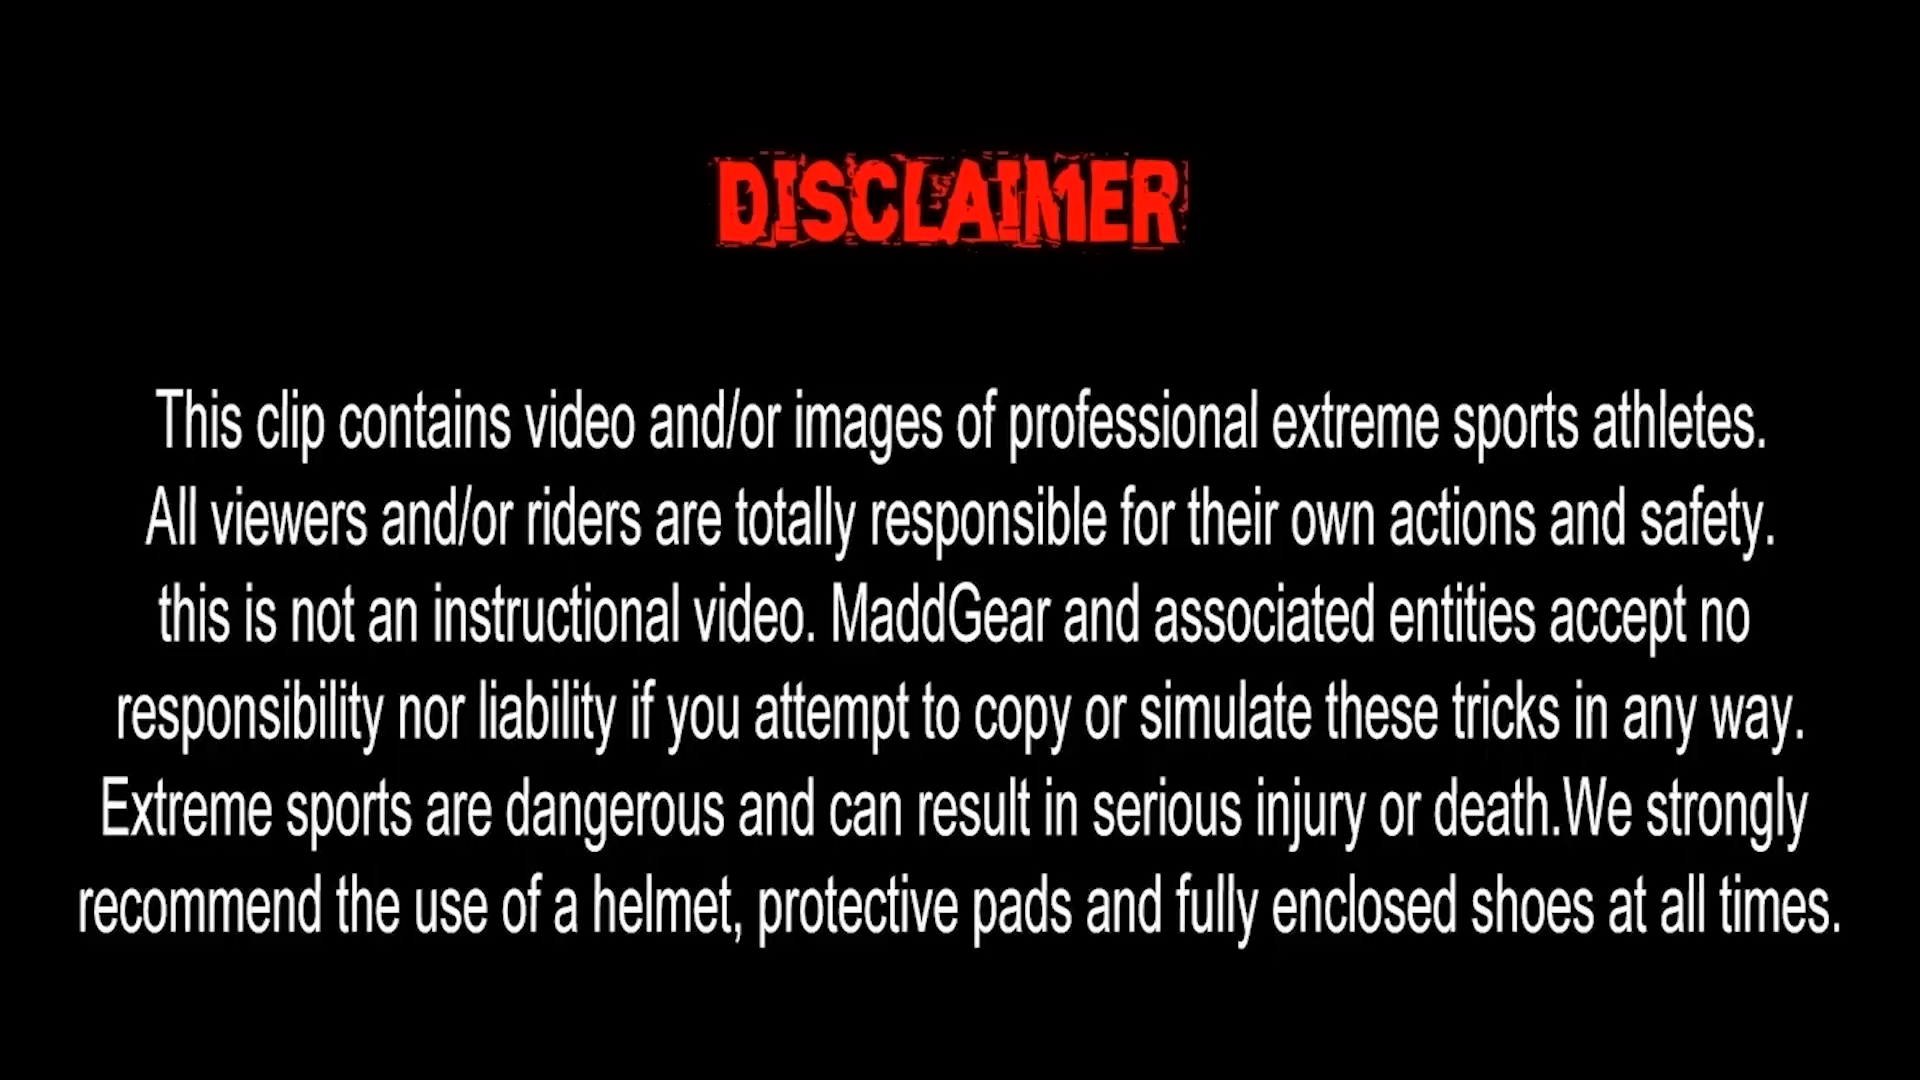 DISCLAIMER
This clip contains video and/or images of professional extreme sports athletes.
All viewers and/or riders are totally responsible for their own actions and safety.
this is not an instructional video. MaddGear and associated entities accept no
responsibility nor liability if you attempt to copy or simulate these tricks in any way.
Extreme sports are dangerous and can result in serious injury or death.We strongly
recommend the use of a helmet, protective pads and fully enclosed shoes at all times.